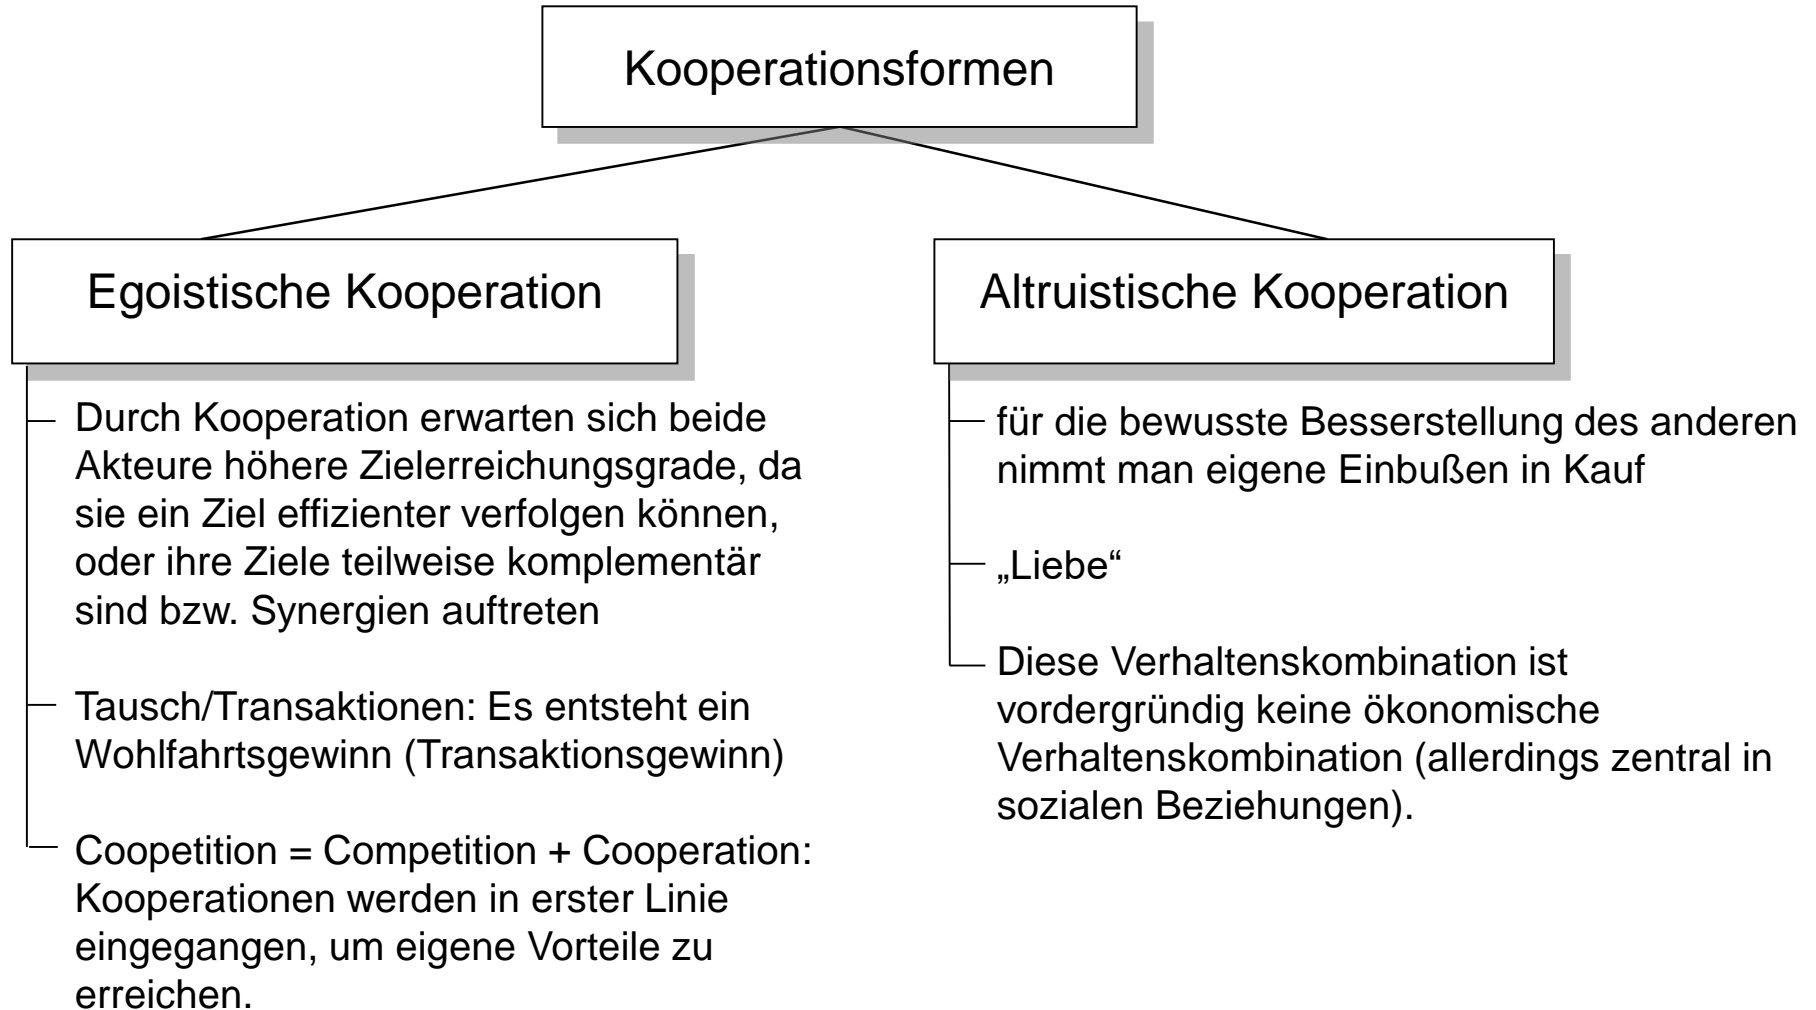 Kooperationsformen
Egoistische Kooperation
Durch Kooperation erwarten sich beide
Akteure höhere Zielerreichungsgrade, da
sie ein Ziel effizienter verfolgen können,
oder ihre Ziele teilweise komplementär
sind bzw. Synergien auftreten
Tausch/Transaktionen: Es entsteht ein
Wohlfahrtsgewinn (Transaktionsgewinn)
Coopetition = Competition + Cooperation:
Kooperationen werden in erster Linie
eingegangen, um eigene Vorteile zu
erreichen.
Altruistische Kooperation
für die bewusste Besserstellung des anderen
nimmt man eigene Einbußen in Kauf
„Liebe“
Diese Verhaltenskombination ist
vordergründig keine ökonomische
Verhaltenskombination (allerdings zentral in
sozialen Beziehungen).